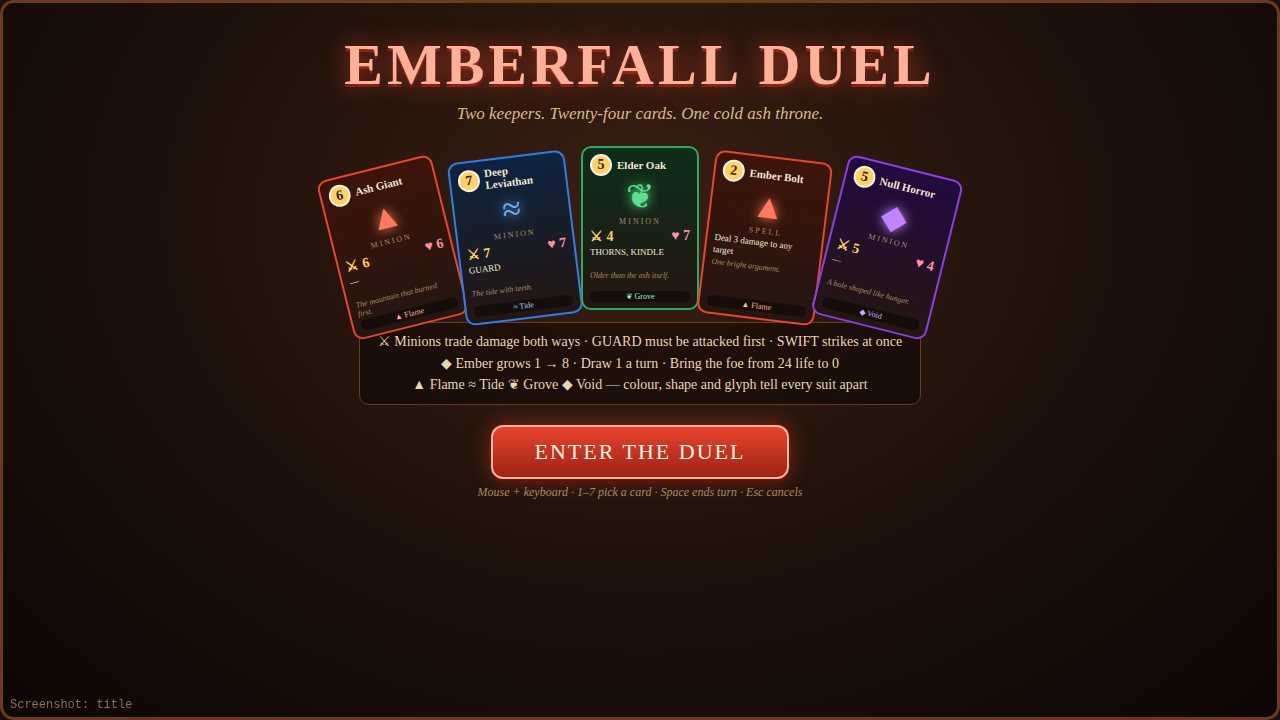 EMBERFALL DUEL
Two keepers. Twenty-four cards. One cold ash throne.
6 Ash Giant
▲
MINION
⚔ 6 ♥ 6
—
The mountain that burned
first.
▲ Flame
7 Deep
Leviathan
≈
MINION
⚔ 7 ♥ 7
GUARD
The tide with teeth.
≈ Tide
5 Elder Oak
❦
MINION
⚔ 4 ♥ 7
THORNS, KINDLE
Older than the ash itself.
❦ Grove
2 Ember Bolt
▲
SPELL
Deal 3 damage to any
target
One bright argument.
▲ Flame
5 Null Horror
◆
MINION
⚔ 5 ♥ 4
—
A hole shaped like hunger.
◆ Void
⚔ Minions trade damage both ways · GUARD must be attacked first · SWIFT strikes at once
◆ Ember grows 1 → 8 · Draw 1 a turn · Bring the foe from 24 life to 0
▲ Flame ≈ Tide ❦ Grove ◆ Void — colour, shape and glyph tell every suit apart
ENTER THE DUEL
Mouse + keyboard · 1–7 pick a card · Space ends turn · Esc cancels
Screenshot: title